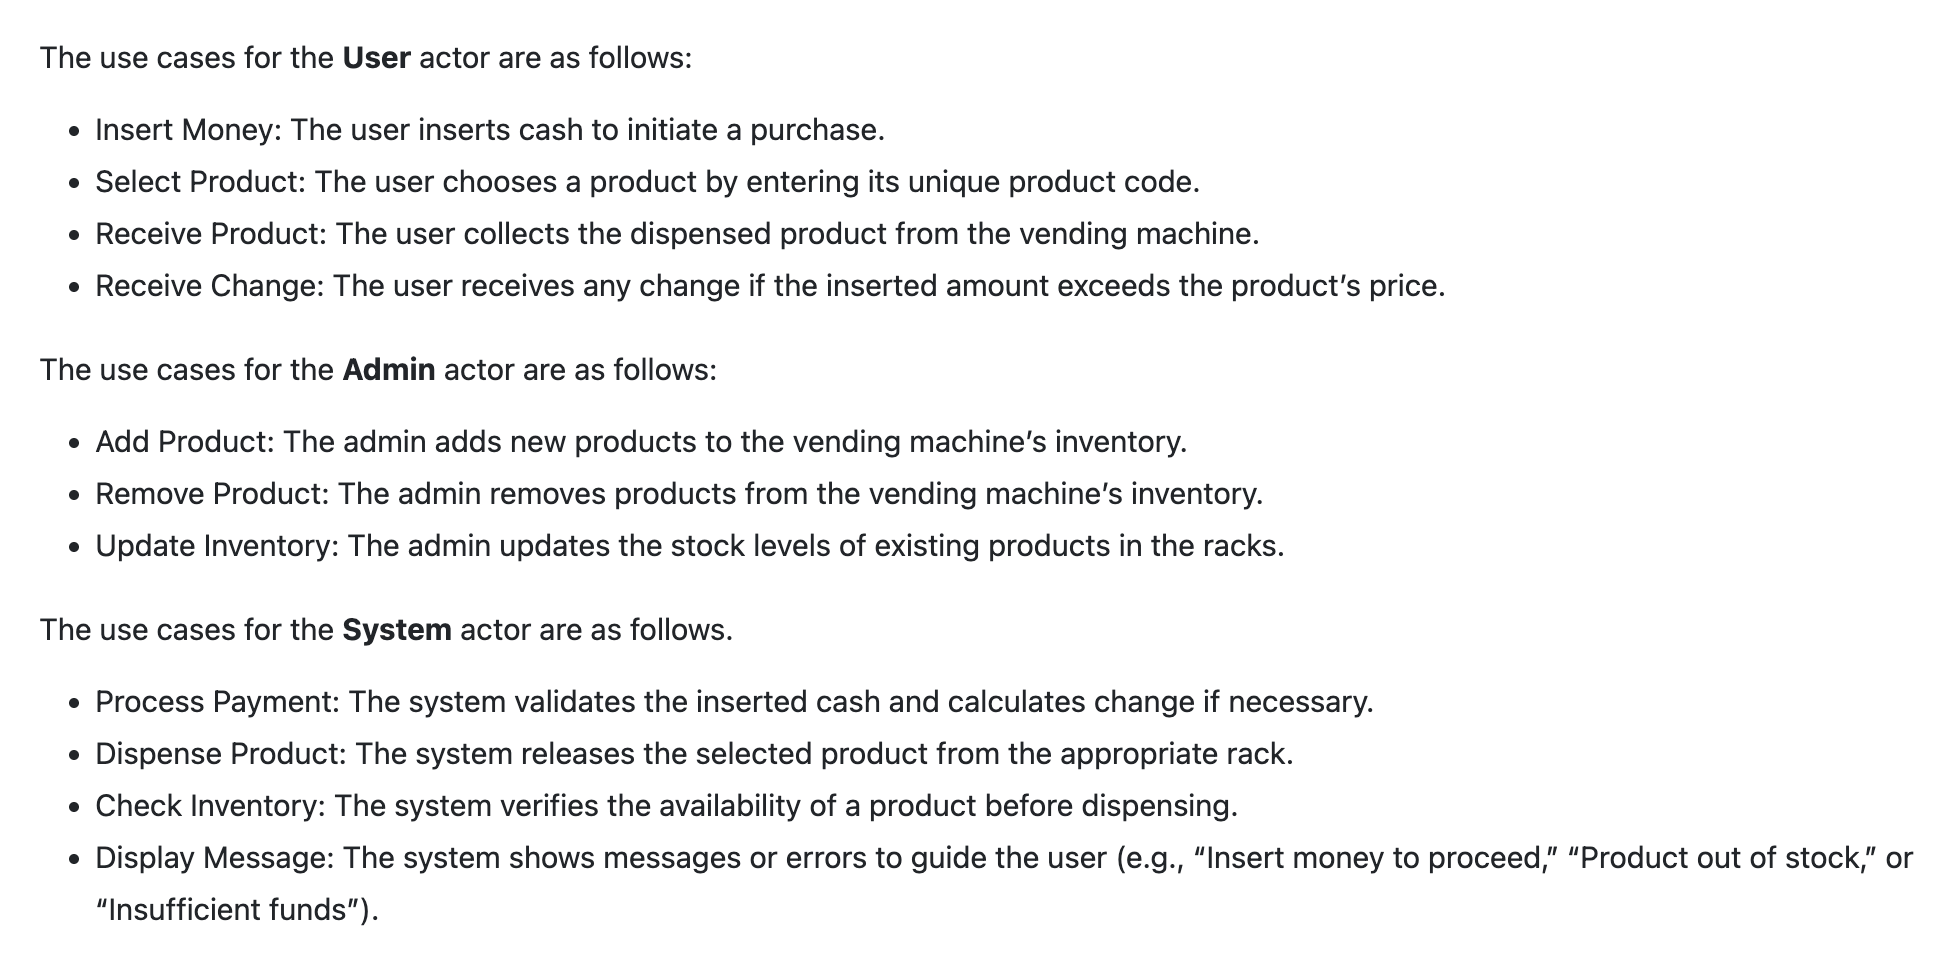 The use cases for the User actor are as follows:
• Insert Money: The user inserts cash to initiate a purchase.
• Select Product: The user chooses a product by entering its unique product code.
• Receive Product: The user collects the dispensed product from the vending machine.
• Receive Change: The user receives any change if the inserted amount exceeds the product’s price.
The use cases for the Admin actor are as follows:
• Add Product: The admin adds new products to the vending machine’s inventory.
• Remove Product: The admin removes products from the vending machine’s inventory.
• Update Inventory: The admin updates the stock levels of existing products in the racks.
The use cases for the System actor are as follows.
• Process Payment: The system validates the inserted cash and calculates change if necessary.
• Dispense Product: The system releases the selected product from the appropriate rack.
• Check Inventory: The system verifies the availability of a product before dispensing.
• Display Message: The system shows messages or errors to guide the user (e.g., “Insert money to proceed,” “Product out of stock,” or
“Insufficient funds”).